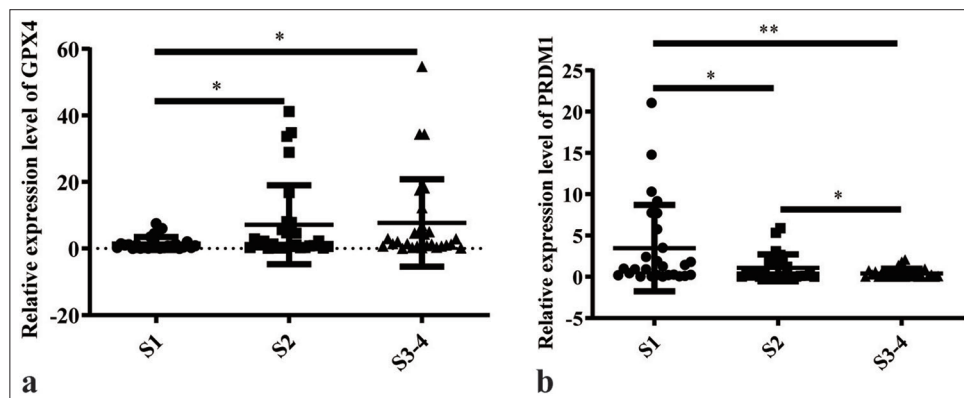 Relative expression level of GPX4
60
40
20
0
-20
*
*
S1
S2
S3-4
a
Relative expression level of PRDM1
25
20
15
10
5
0
-5
**
*
*
S1
S2
S3-4
b